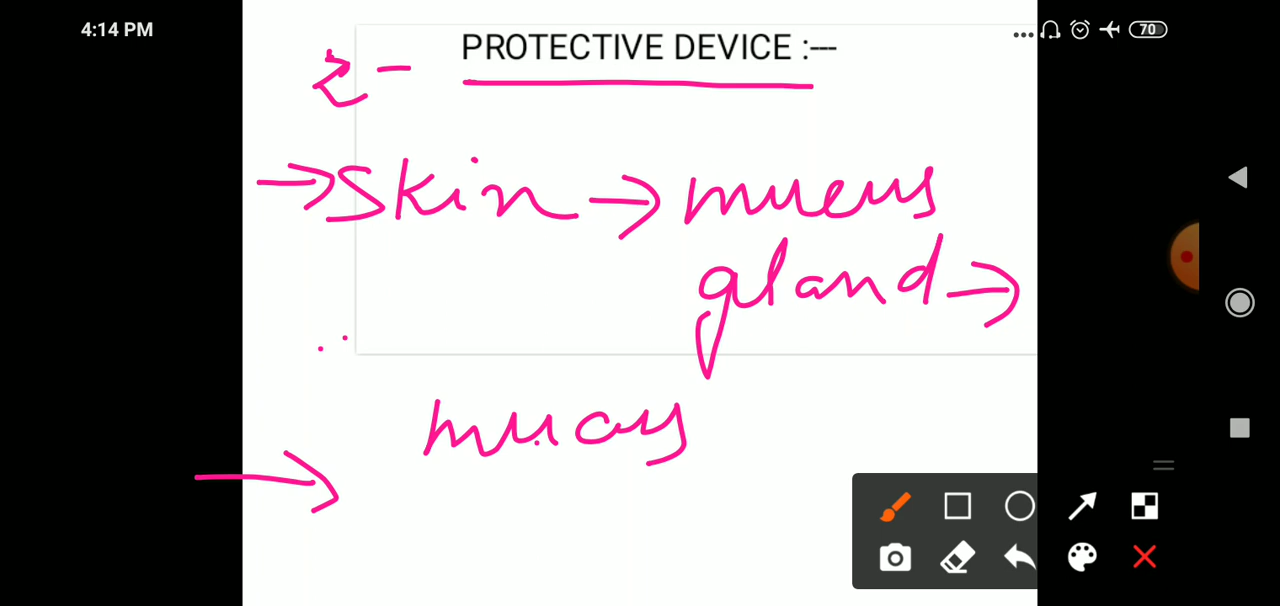 4:14 PM
70
PROTECTIVE DEVICE :---
2 -
→ Skin → mucus
gland →
mucus
→